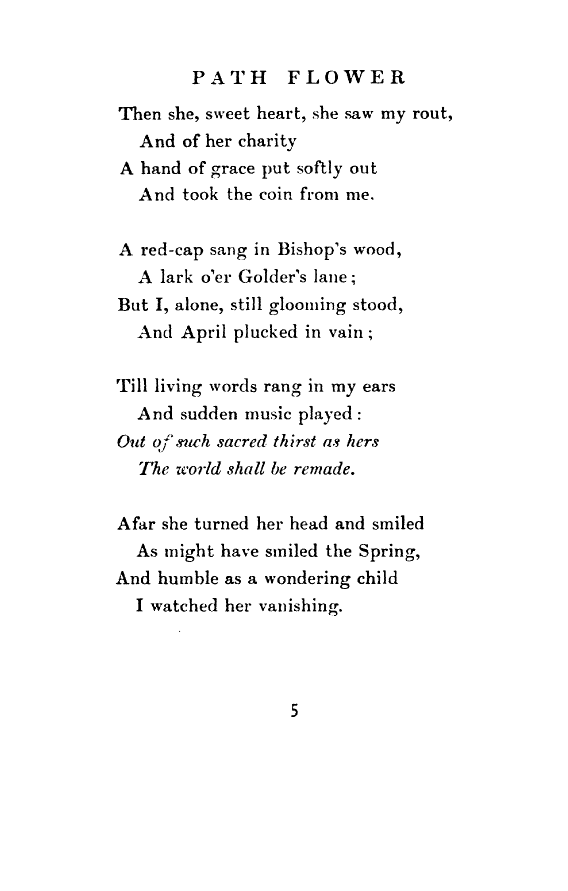 PATH FLOWER
Then she, sweet heart, she saw my rout,
And of her charity
A hand of grace put softly out
And took the coin from me.
A red-cap sang in Bishop's wood,
A lark o'er Golder's lane;
But I, alone, still glooming stood,
And April plucked in vain;
Till living words rang in my ears
And sudden music played:
Out of such sacred thirst as hers
The world shall be remade.
Afar she turned her head and smiled
As might have smiled the Spring,
And humble as a wondering child
I watched her vanishing.
5